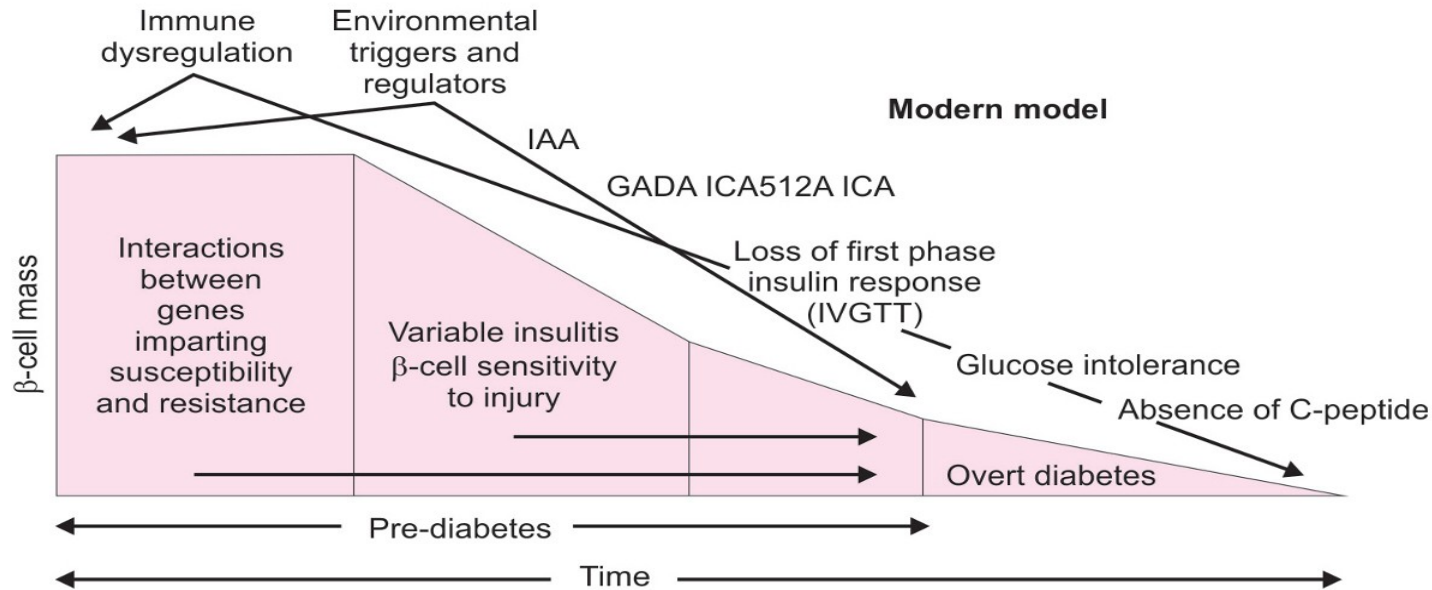 Immune
dysregulation
Environmental
triggers and
regulators
Modern model
IAA
GADA ICA512A ICA
Loss of first phase
insulin response
(IVGTT)
Glucose intolerance
Absence of C-peptide
β-cell mass
Interactions
between
genes
imparting
susceptibility
and resistance
Variable insulitis
β-cell sensitivity
to injury
Overt diabetes
Pre-diabetes
Time